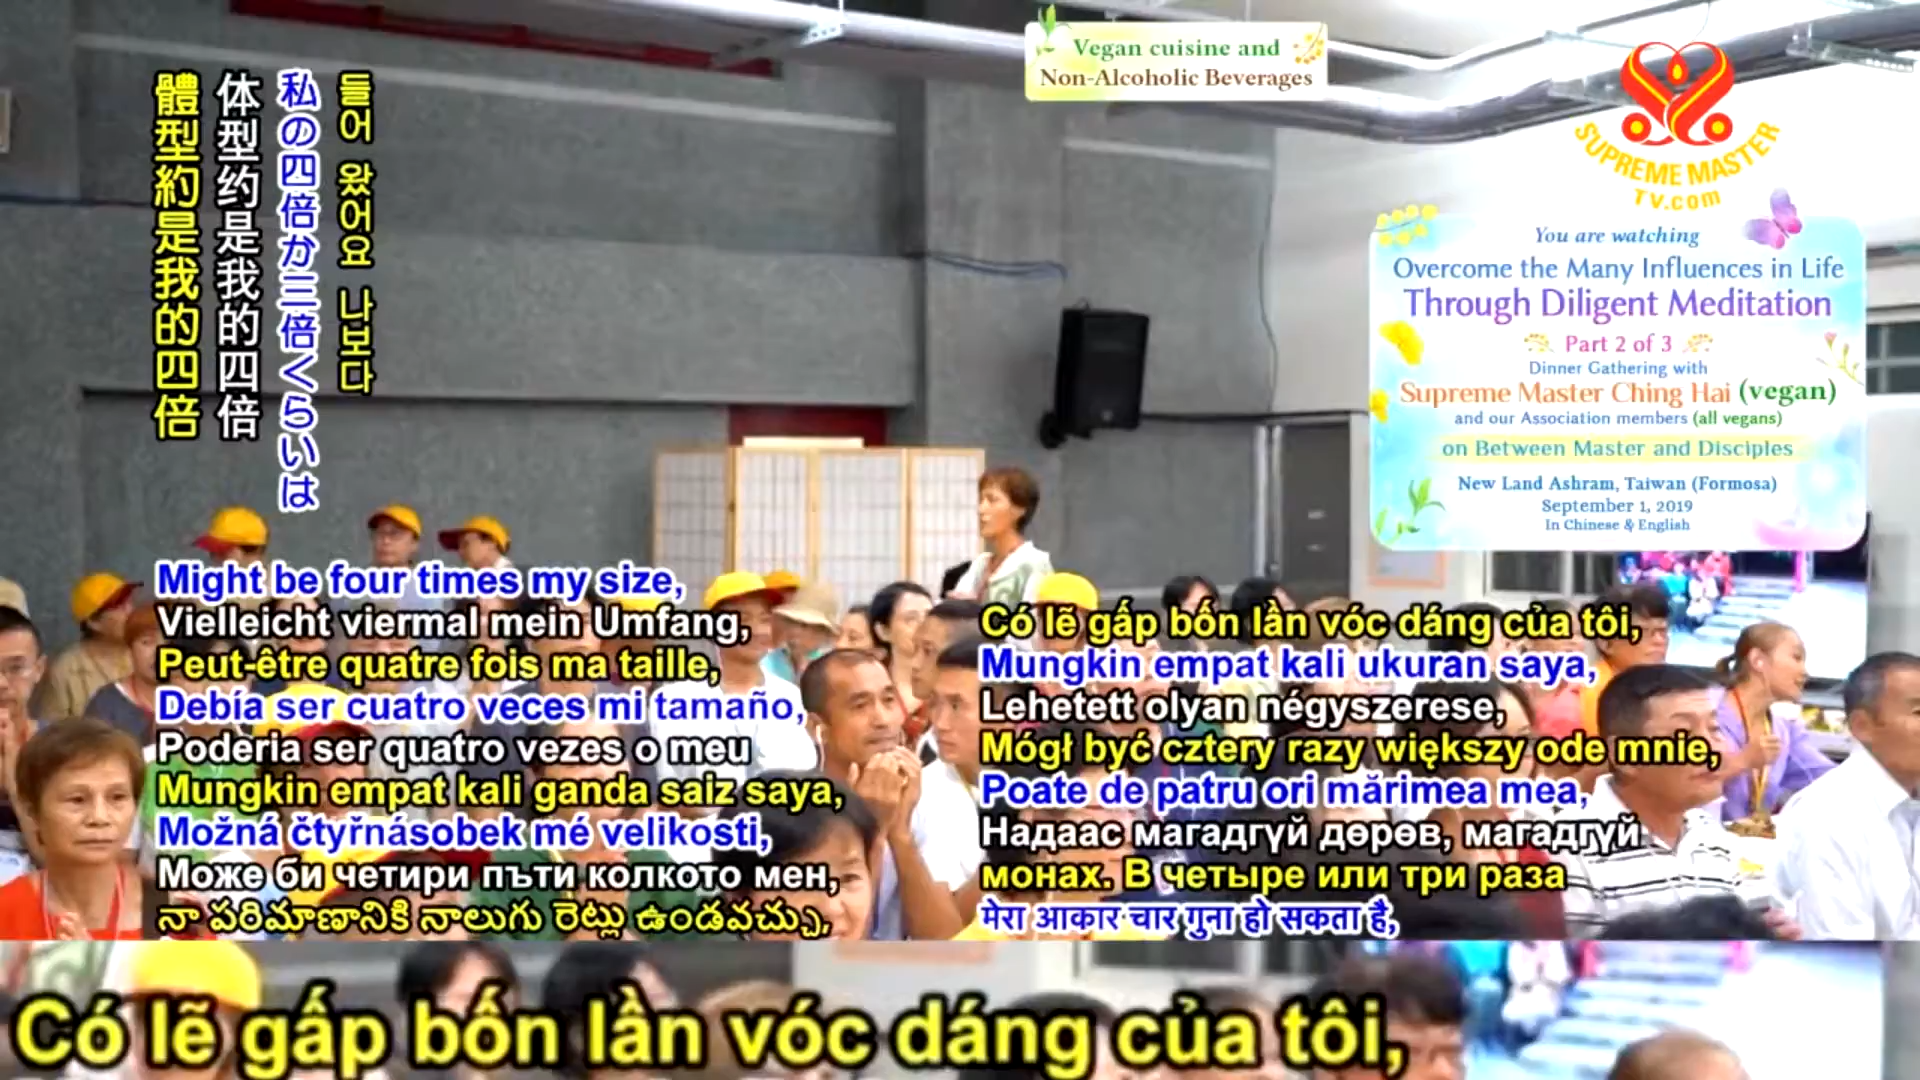 Vegan cuisine and
Non-Alcoholic Beverages
SUPREME MASTER
TV.com
You are watching
Overcome the Many Influences in Life
Through Diligent Meditation
Part 2 of 3
Dinner Gathering with
Supreme Master Ching Hai (vegan)
and our Association members (all vegans)
on Between Master and Disciples
New Land Ashram, Taiwan (Formosa)
September 1, 2019
In Chinese & English
들어 왔어요 나보다
私の四倍か三倍くらいは
体型约是我的四倍
體型約是我的四倍
Might be four times my size,
Vielleicht viermal mein Umfang,
Peut-être quatre fois ma taille,
Debía ser cuatro veces mi tamaño,
Poderia ser quatro vezes o meu
Mungkin empat kali ganda saiz saya,
Možná čtyřnásobek mé velikosti,
Може би четири пъти колкото мен,
నా పరిమాణానికి నాలుగు రెట్లు ఉండవచ్చు,
Có lẽ gấp bốn lần vóc dáng của tôi,
Mungkin empat kali ukuran saya,
Lehetett olyan négyszerese,
Mógł być cztery razy większy ode mnie,
Poate de patru ori mărimea mea,
Надаас магадгүй дөрөв, магадгүй
монах. В четыре или три раза
मेरा आकार चार गुना हो सकता है,
Có lẽ gấp bốn lần vóc dáng của tôi,